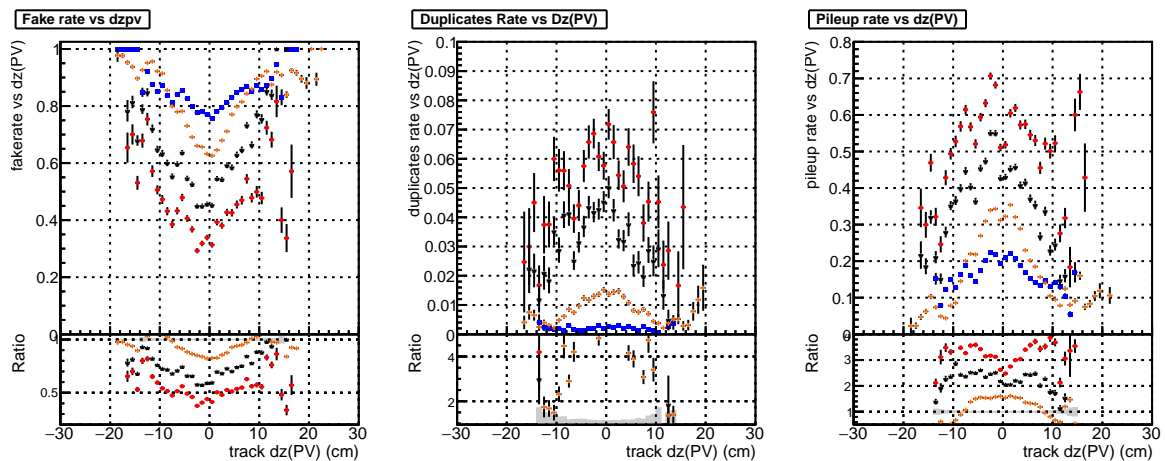 Fake rate vs dzpv
fakerate vs dz(PV)
1
0.8
0.6
0.4
0.2
0
Ratio
0.5
−30 −20 −10 0 10 20 30
track dz(PV) (cm)
Duplicates Rate vs Dz(PV)
duplicates rate vs dz(PV)
0.1
0.09
0.08
0.07
0.06
0.05
0.04
0.03
0.02
0.01
0
Ratio
4
2
−30 −20 −10 0 10 20 30
track dz(PV) (cm)
Pileup rate vs dz(PV)
pileup rate vs dz(PV)
0.8
0.7
0.6
0.5
0.4
0.3
0.2
0.1
0
Ratio
3
2
1
−30 −20 −10 0 10 20 30
track dz(PV) (cm)